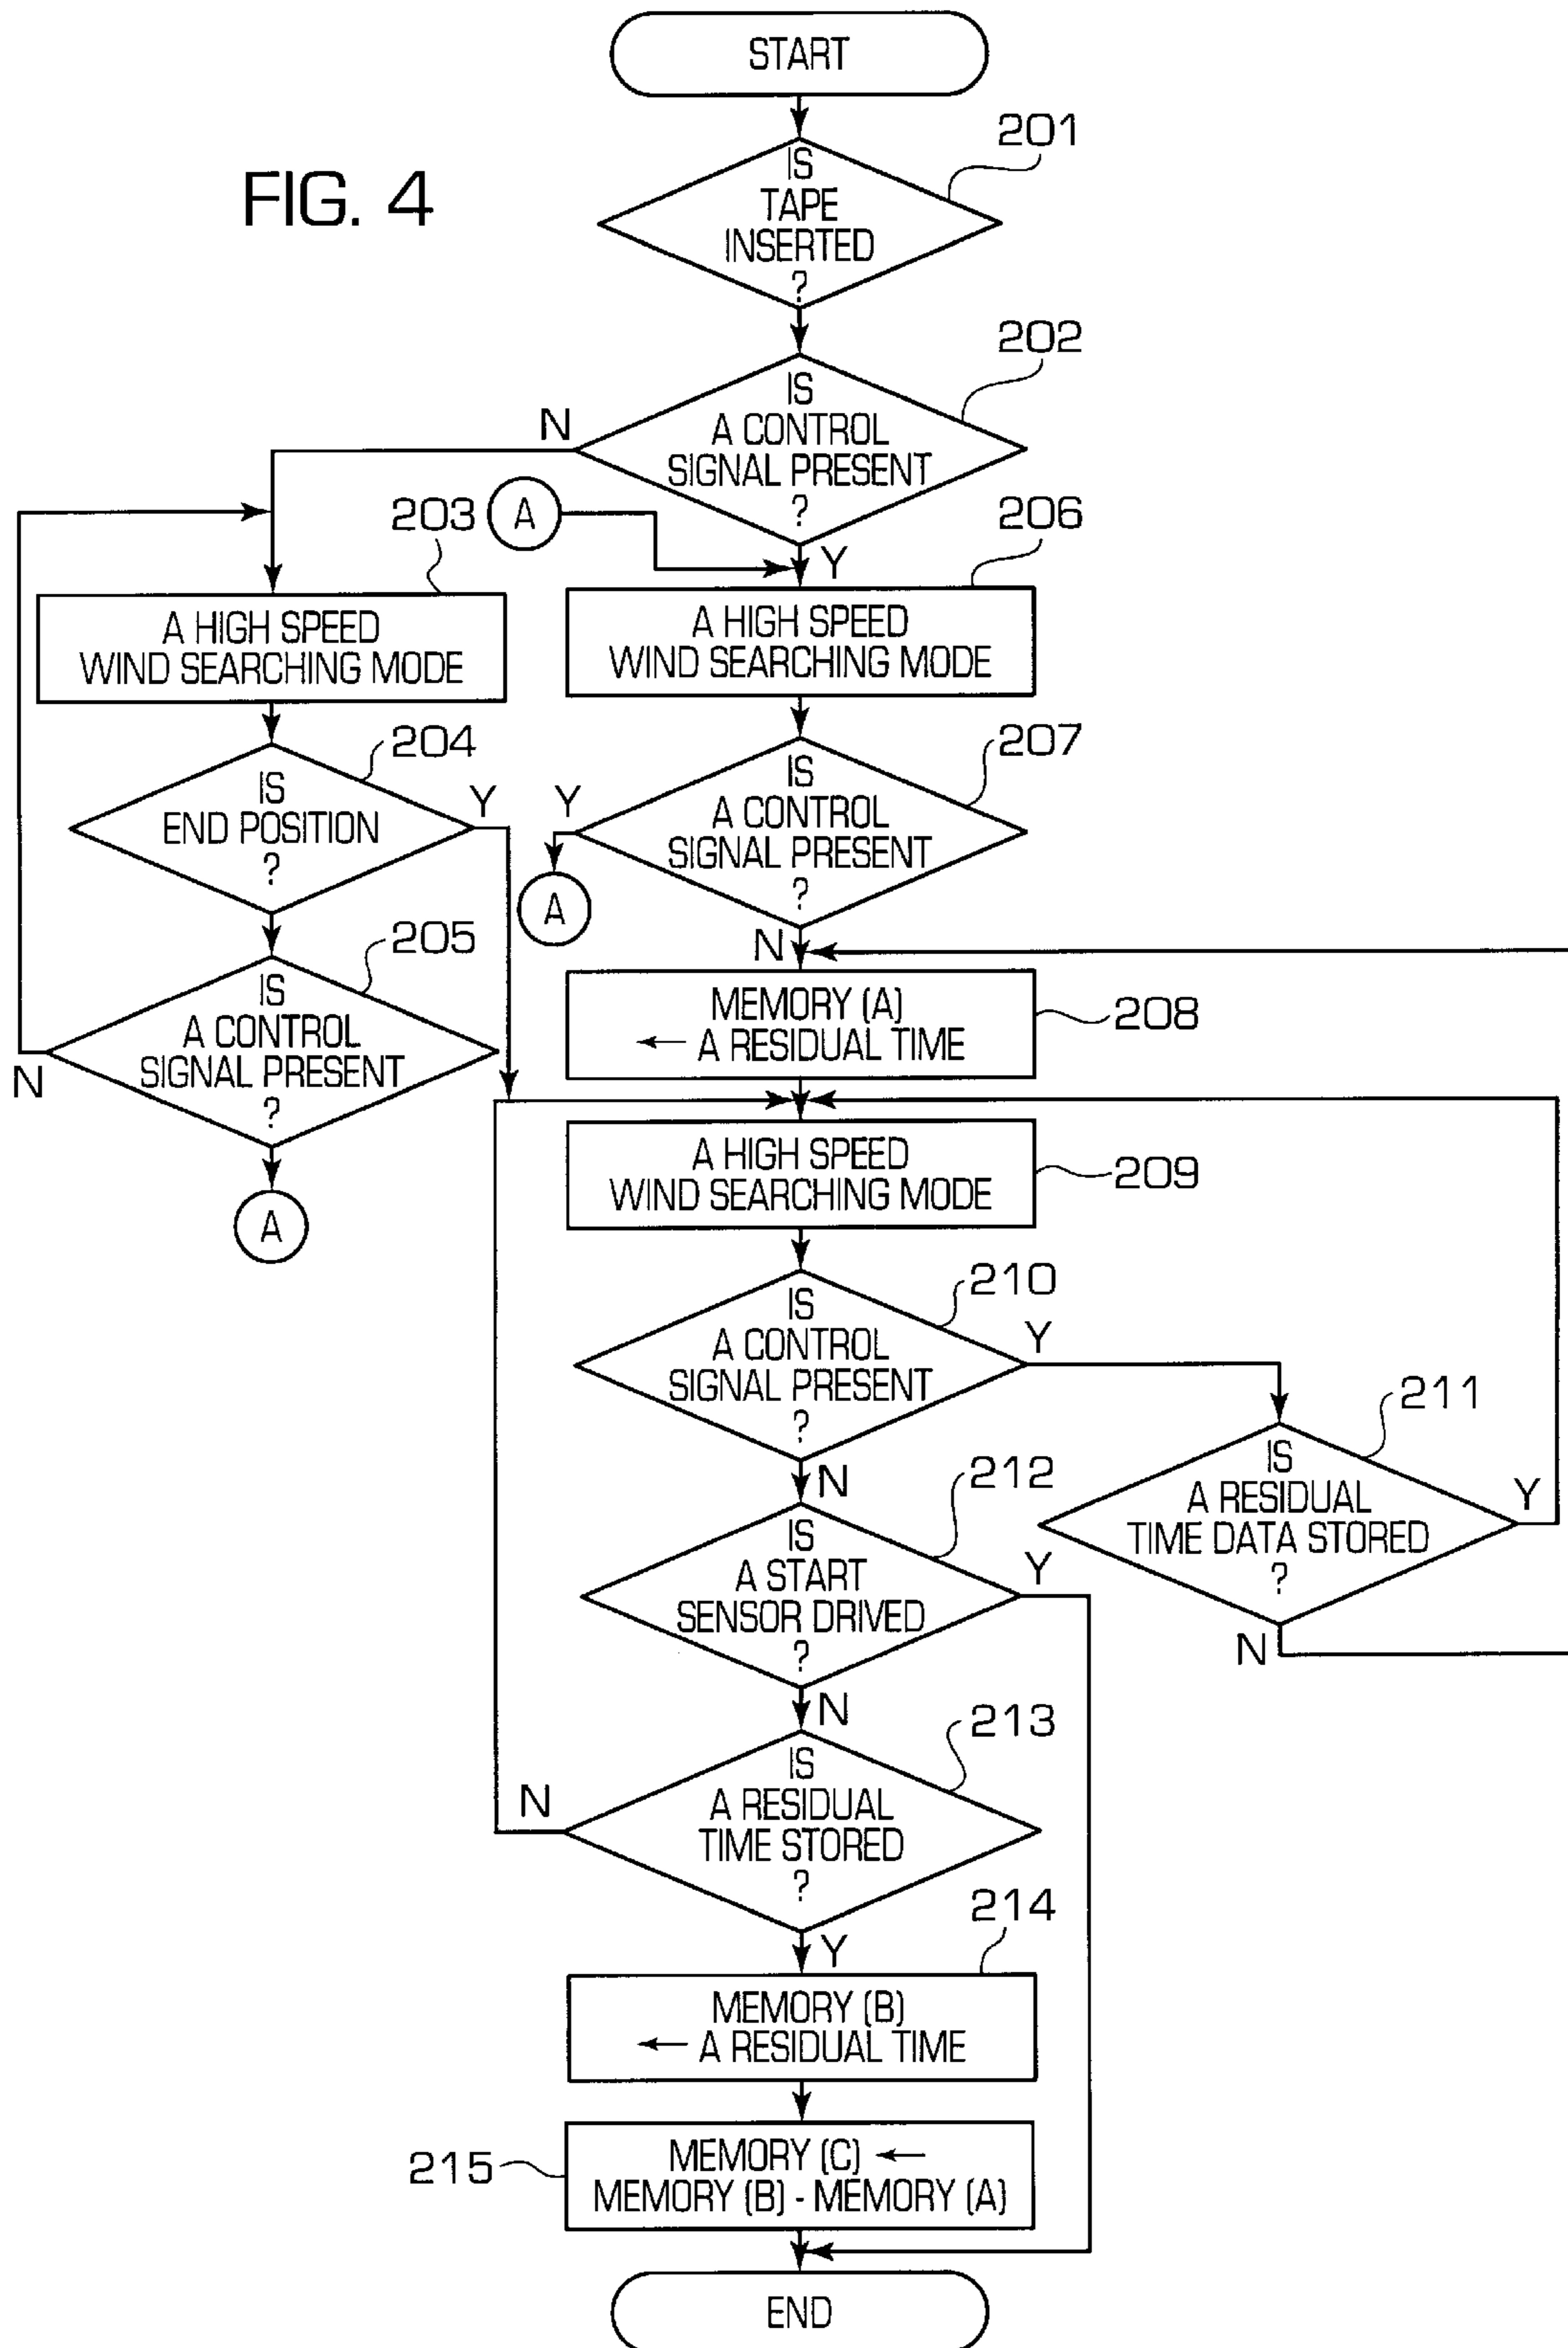 START
FIG. 4
201
IS
TAPE
INSERTED
?
202
IS
A CONTROL
SIGNAL PRESENT
?
N
Y
203
A
206
A HIGH SPEED
WIND SEARCHING MODE
A HIGH SPEED
WIND SEARCHING MODE
204
IS
END POSITION
?
Y
207
IS
A CONTROL
SIGNAL PRESENT
?
Y
A
N
205
IS
A CONTROL
SIGNAL PRESENT
?
N
A
MEMORY (A)
← A RESIDUAL TIME
208
A HIGH SPEED
WIND SEARCHING MODE
209
210
IS
A CONTROL
SIGNAL PRESENT
?
Y
N
211
IS
A RESIDUAL
TIME DATA STORED
?
Y
N
212
IS
A START
SENSOR DRIVED
?
Y
N
213
IS
A RESIDUAL
TIME STORED
?
N
Y
214
MEMORY (B)
← A RESIDUAL TIME
215
MEMORY (C) ←
MEMORY (B) - MEMORY (A)
END